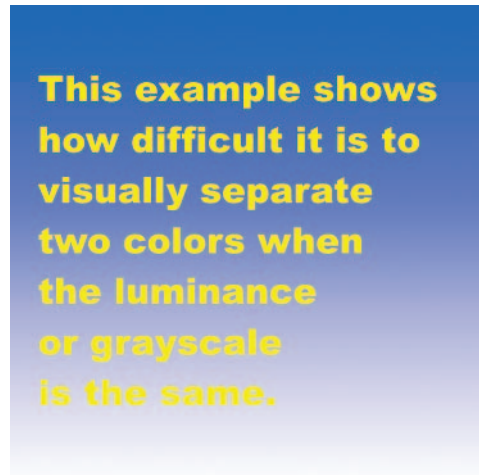 This example shows
how difficult it is to
visually separate
two colors when
the luminance
or grayscale
is the same.